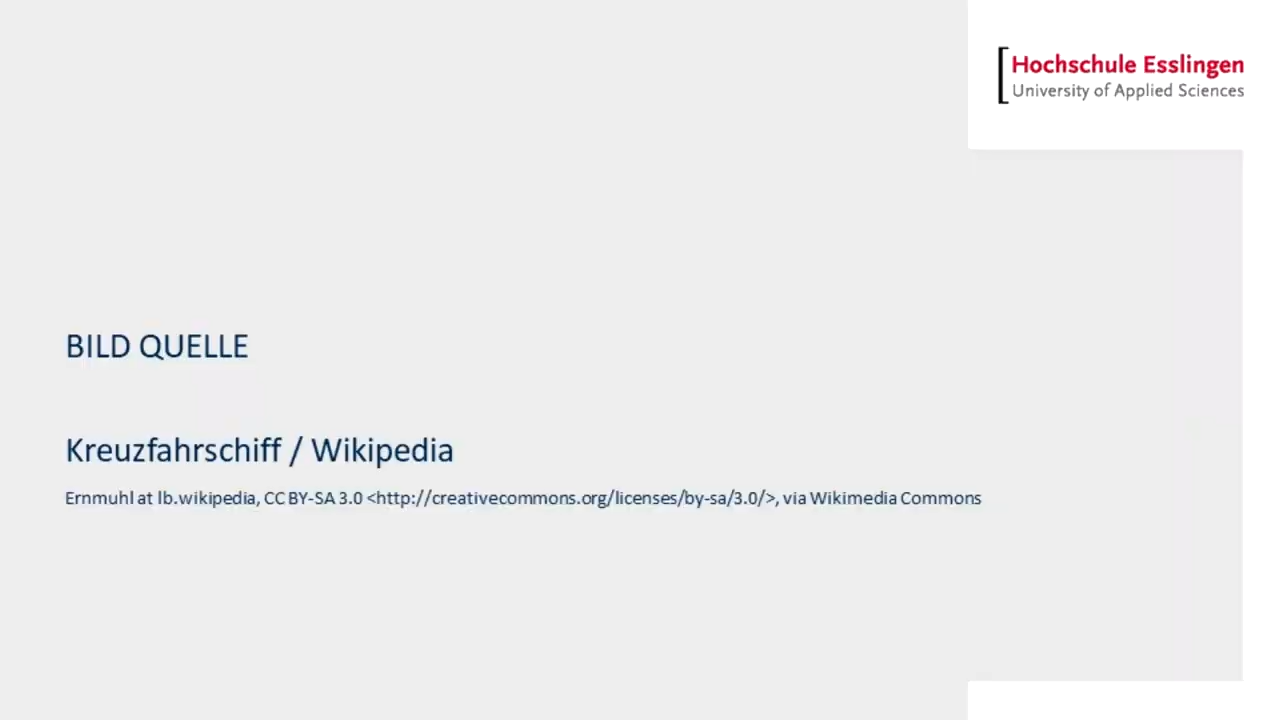 Hochschule Esslingen
University of Applied Sciences
BILD QUELLE
Kreuzfahrschiff / Wikipedia
Ernmuhl at lb.wikipedia, CC BY-SA 3.0 <http://creativecommons.org/licenses/by-sa/3.0/>, via Wikimedia Commons